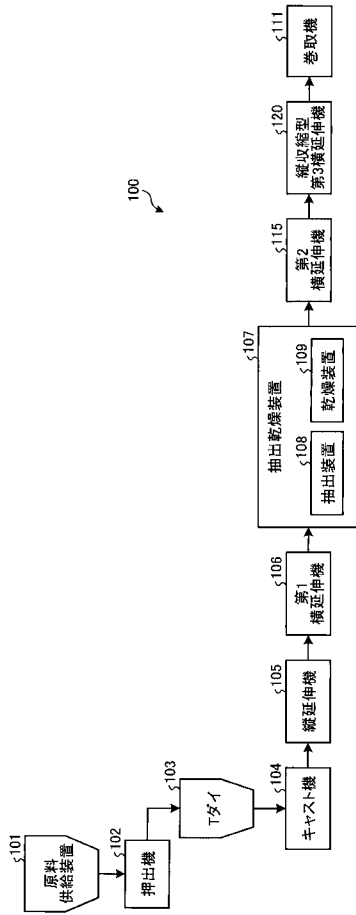 100
101
原料
供給装置
102
押出機
103
Tダイ
104
キャスト機
105
縦延伸機
106
第1
横延伸機
107
抽出乾燥装置
108
抽出装置
109
乾燥装置
115
第2
横延伸機
120
縦収縮型
第3横延伸機
111
巻取機